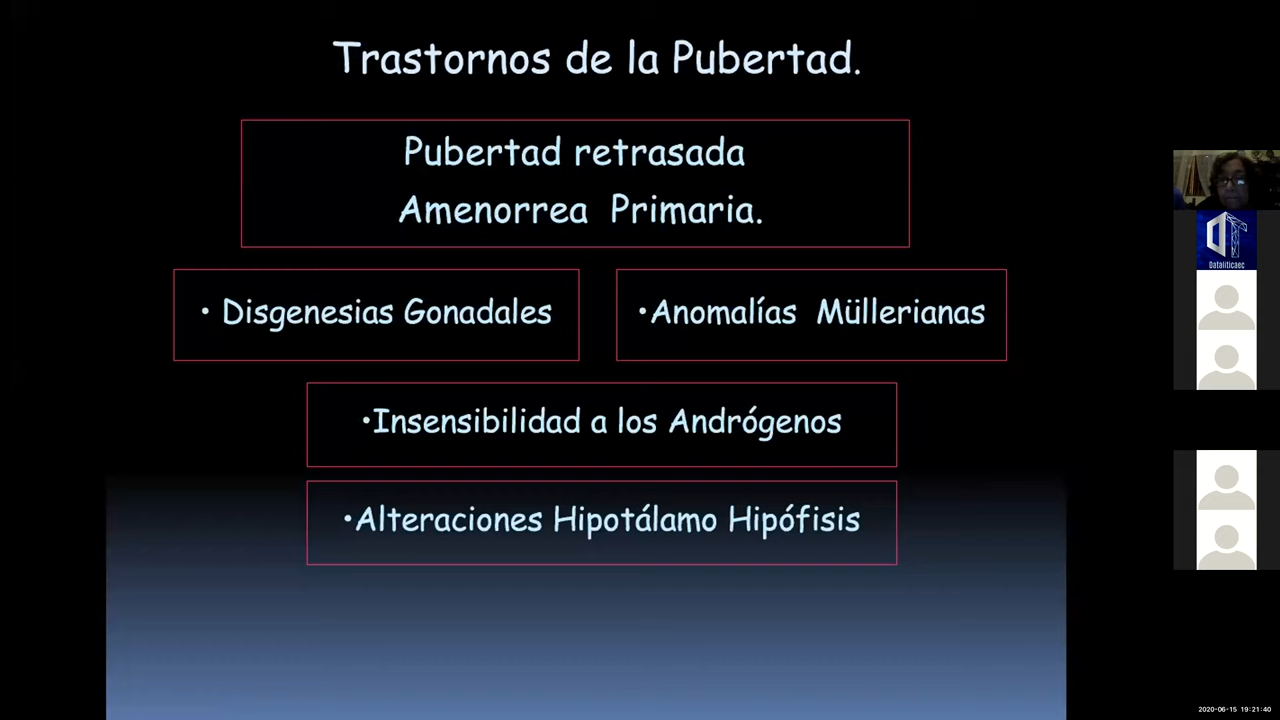 Trastornos de la Pubertad.
Pubertad retrasada
Amenorrea Primaria.
• Disgenesias Gonadales
•Anomalías Müllerianas
•Insensibilidad a los Andrógenos
•Alteraciones Hipotálamo Hipófisis
Dataliticaec
2020-06-15 19:21:40